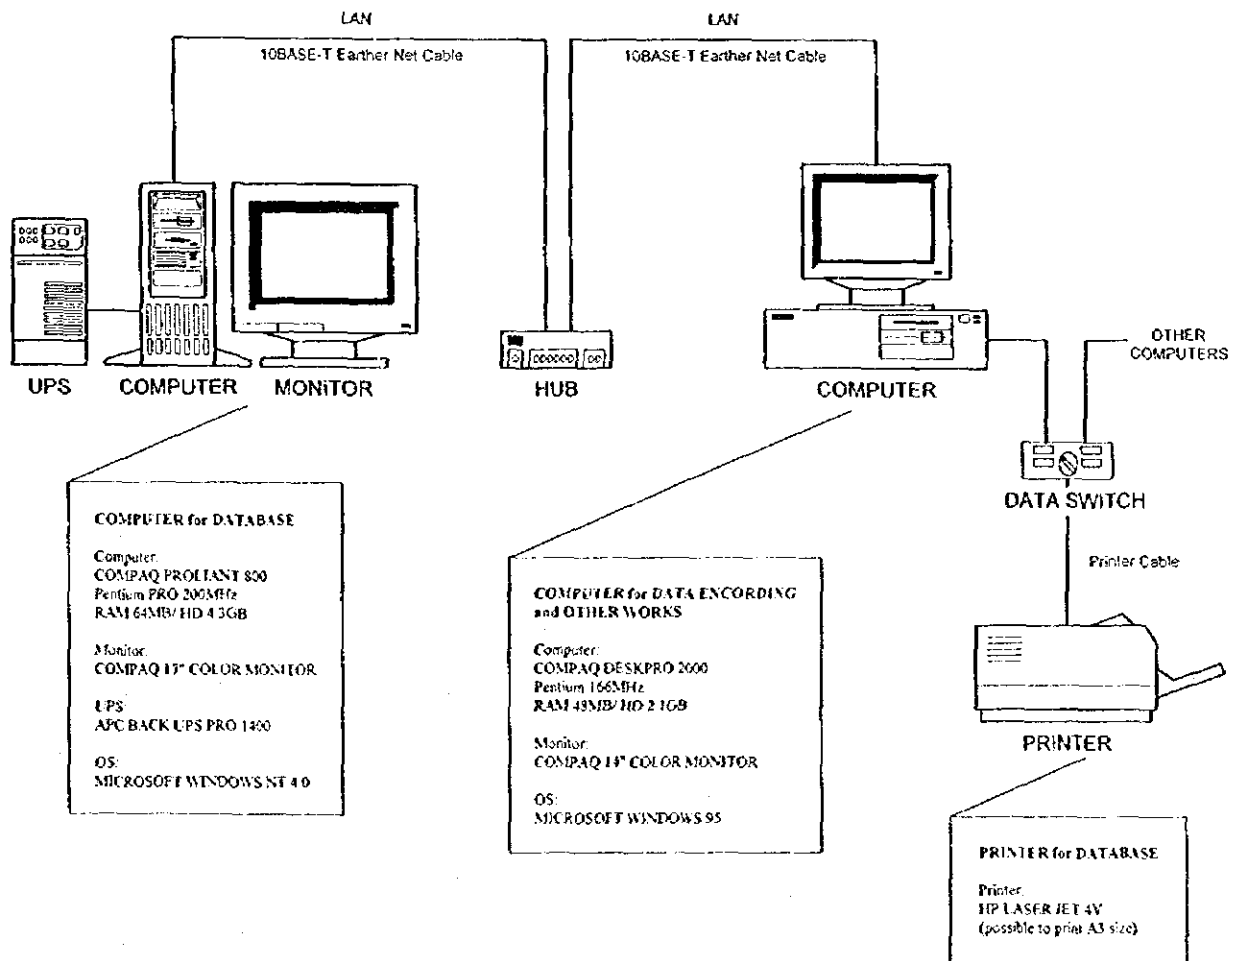 LAN
LAN
10BASE-T Earther Net Cable
10BASE-T Earther Net Cable
OTHER
COMPUTERS
UPS
COMPUTER
MONiTOR
HUB
COMPUTER
DATA SWITCH
Printer Cable
PRINTER
COMPUTER for DATABASE
Computer:
COMPAQ PROLIANT 800
Pentium PRO 200MHz
RAM 64MB/ HD 4.3GB
Monitor:
COMPAQ 17" COLOR MONITOR
UPS:
APC BACK UPS PRO 1400
OS:
MICROSOFT WINDOWS NT 4.0
COMPUTER for DATA ENCORDING
and OTHER WORKS
Computer:
COMPAQ DESKPRO 2000
Pentium 166MHz
RAM 48MB/ HD 2.1GB
Monitor:
COMPAQ 14" COLOR MONITOR
OS:
MICROSOFT WINDOWS 95
PRINTER for DATABASE
Printer:
HP LASER JET 4V
(possible to print A3 size)